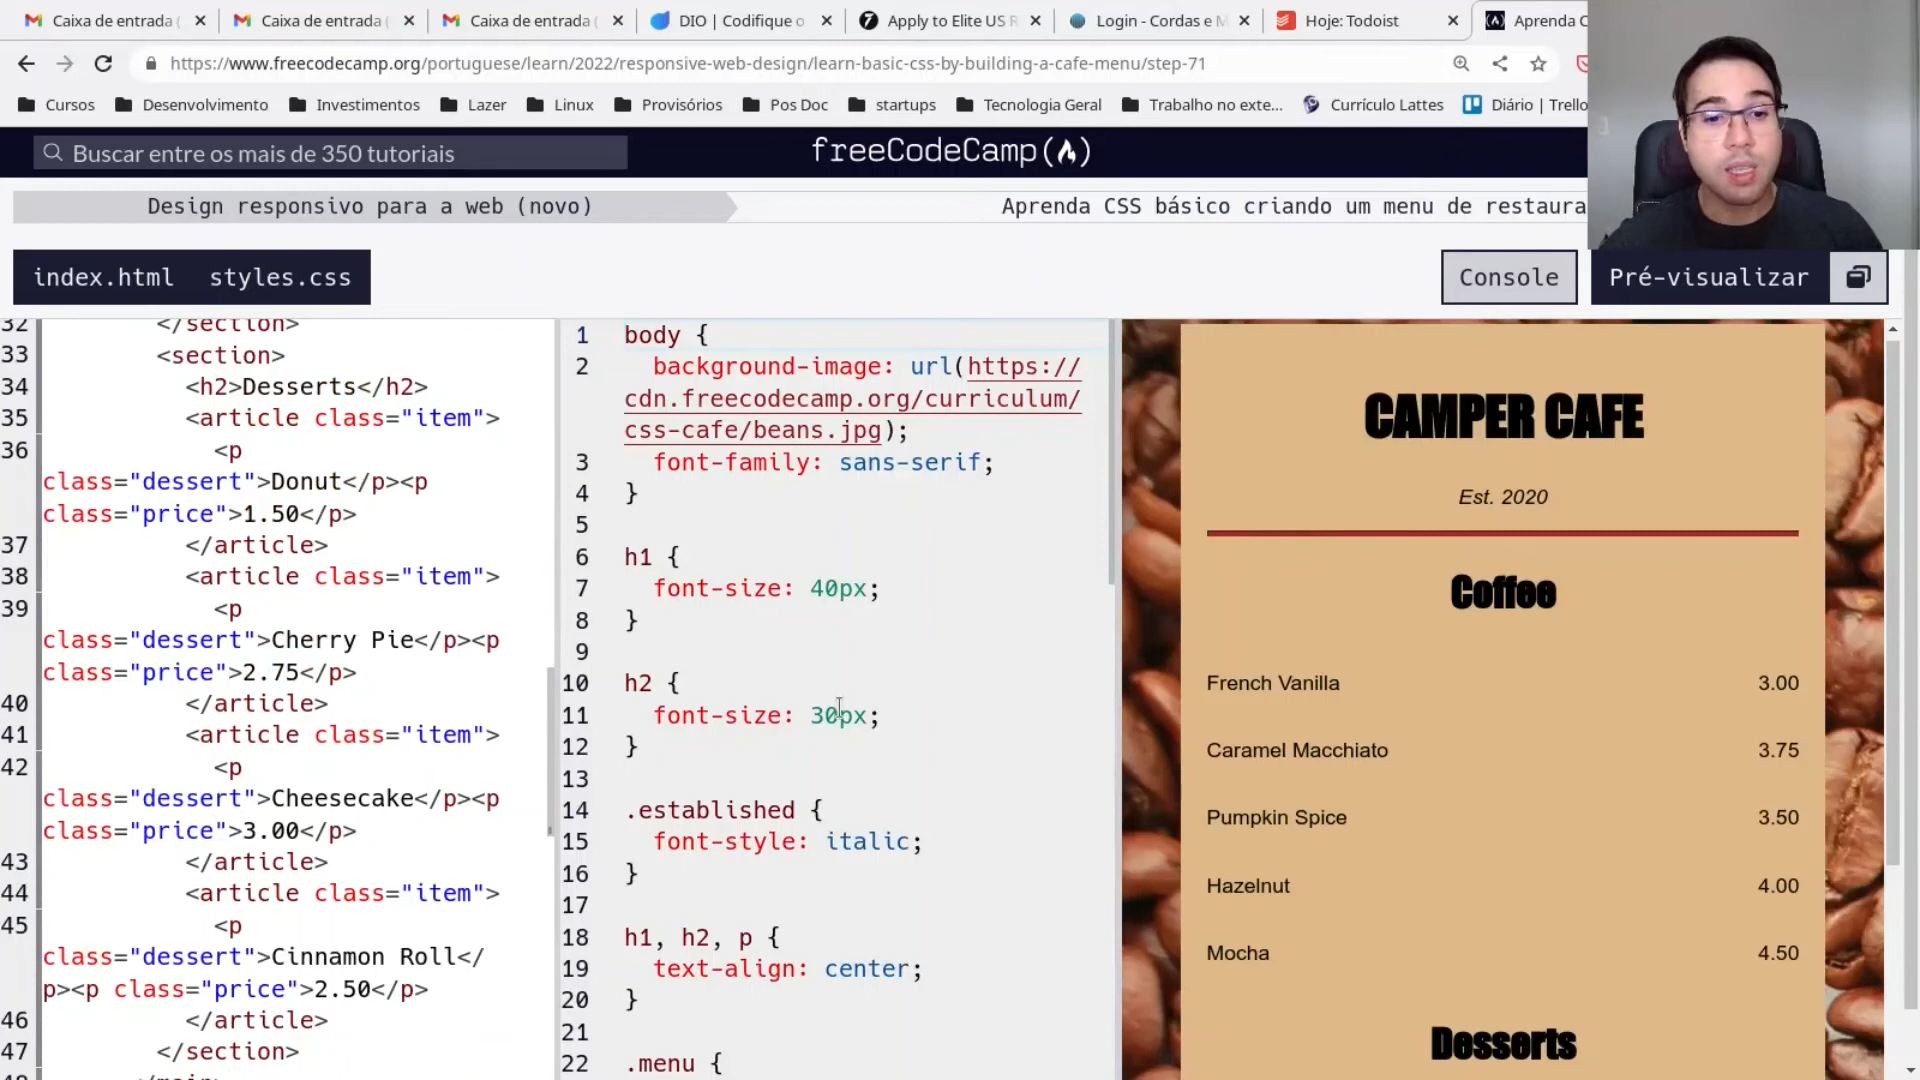 Caixa de entrada (
Caixa de entrada (
Caixa de entrada (
DIO | Codifique o
Apply to Elite US R
Login - Cordas e M
Hoje: Todoist
Aprenda C
https://www.freecodecamp.org/portuguese/learn/2022/responsive-web-design/learn-basic-css-by-building-a-cafe-menu/step-71
Cursos
Desenvolvimento
Investimentos
Lazer
Linux
Provisórios
Pos Doc
startups
Tecnologia Geral
Trabalho no exte...
Currículo Lattes
Diário | Trello
Buscar entre os mais de 350 tutoriais
freeCodeCamp
Design responsivo para a web (novo)
Aprenda CSS básico criando um menu de restaura
index.html
styles.css
Console
Pré-visualizar
32 </section>
33 <section>
34 <h2>Desserts</h2>
35 <article class="item">
36 <p
class="dessert">Donut</p><p
class="price">1.50</p>
37 </article>
38 <article class="item">
39 <p
class="dessert">Cherry Pie</p><p
class="price">2.75</p>
40 </article>
41 <article class="item">
42 <p
class="dessert">Cheesecake</p><p
class="price">3.00</p>
43 </article>
44 <article class="item">
45 <p
class="dessert">Cinnamon Roll</
p><p class="price">2.50</p>
46 </article>
47 </section>
1 body {
2 background-image: url(https://
cdn.freecodecamp.org/curriculum/
css-cafe/beans.jpg);
3 font-family: sans-serif;
4 }
5
6 h1 {
7 font-size: 40px;
8 }
9
10 h2 {
11 font-size: 30px;
12 }
13
14 .established {
15 font-style: italic;
16 }
17
18 h1, h2, p {
19 text-align: center;
20 }
21
22 .menu {
CAMPER CAFE
Est. 2020
Coffee
French Vanilla 3.00
Caramel Macchiato 3.75
Pumpkin Spice 3.50
Hazelnut 4.00
Mocha 4.50
Desserts